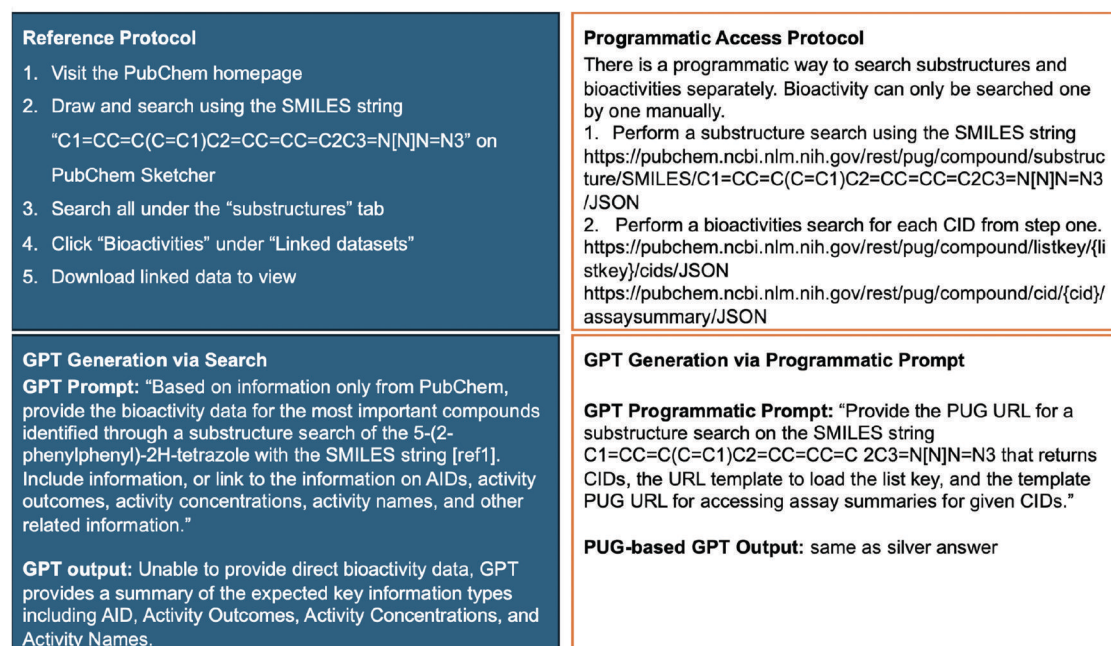 Reference Protocol
1. Visit the PubChem homepage
2. Draw and search using the SMILES string
“C1=CC=C(C=C1)C2=CC=CC=C2C3=N[N]N=N3” on
PubChem Sketcher
3. Search all under the “substructures” tab
4. Click “Bioactivities” under “Linked datasets”
5. Download linked data to view
Programmatic Access Protocol
There is a programmatic way to search substructures and
bioactivities separately. Bioactivity can only be searched one
by one manually.
1. Perform a substructure search using the SMILES string
https://pubchem.ncbi.nlm.nih.gov/rest/pug/compound/substruc
ture/SMILES/C1=CC=C(C=C1)C2=CC=CC=C2C3=N[N]N=N3
/JSON
2. Perform a bioactivities search for each CID from step one.
https://pubchem.ncbi.nlm.nih.gov/rest/pug/compound/listkey/{li
stkey}/cids/JSON
https://pubchem.ncbi.nlm.nih.gov/rest/pug/compound/cid/{cid}/
assaysummary/JSON
GPT Generation via Search
GPT Prompt: “Based on information only from PubChem,
provide the bioactivity data for the most important compounds
identified through a substructure search of the 5-(2-
phenylphenyl)-2H-tetrazole with the SMILES string [ref1].
Include information, or link to the information on AIDs, activity
outcomes, activity concentrations, activity names, and other
related information.”
GPT output: Unable to provide direct bioactivity data, GPT
provides a summary of the expected key information types
including AID, Activity Outcomes, Activity Concentrations, and
Activity Names.
GPT Generation via Programmatic Prompt
GPT Programmatic Prompt: “Provide the PUG URL for a
substructure search on the SMILES string
C1=CC=C(C=C1)C2=CC=CC=C 2C3=N[N]N=N3 that returns
CIDs, the URL template to load the list key, and the template
PUG URL for accessing assay summaries for given CIDs.”
PUG-based GPT Output: same as silver answer